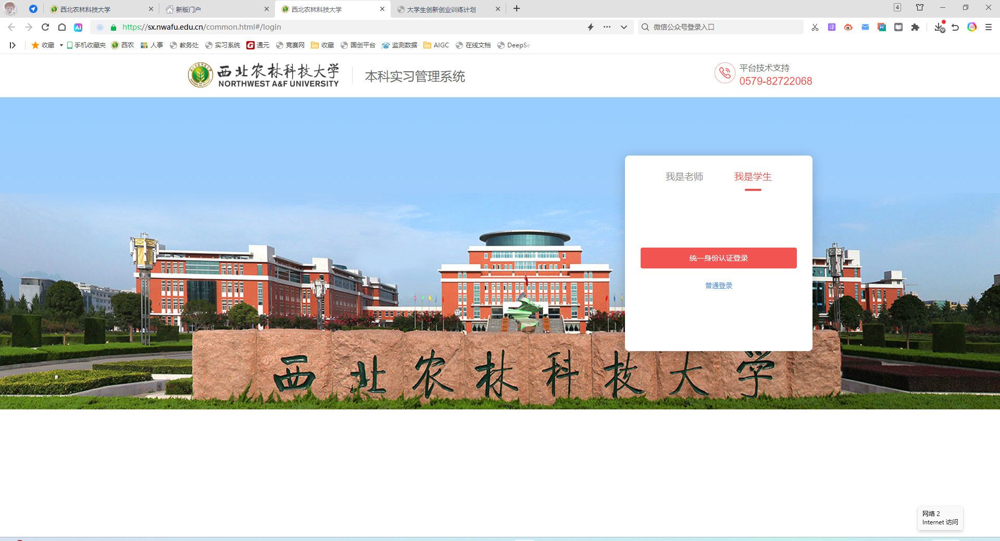 西北农林科技大学
新版门户
西北农林科技大学
大学生创新创业训练计划
4
AI
https://sx.nwafu.edu.cn/common.html#/login
微信公众号登录入口
译
收藏
手机收藏夹
西农
人事
教务处
实习系统
通元
竞赛网
收藏
国创平台
监测数据
AIGC
在线文档
DeepSe
西北农林科技大学
NORTHWEST A&F UNIVERSITY
本科实习管理系统
平台技术支持
0579-82722068
我是老师
我是学生
统一身份认证登录
普通登录
西北农林科技大学
网络 2
Internet 访问